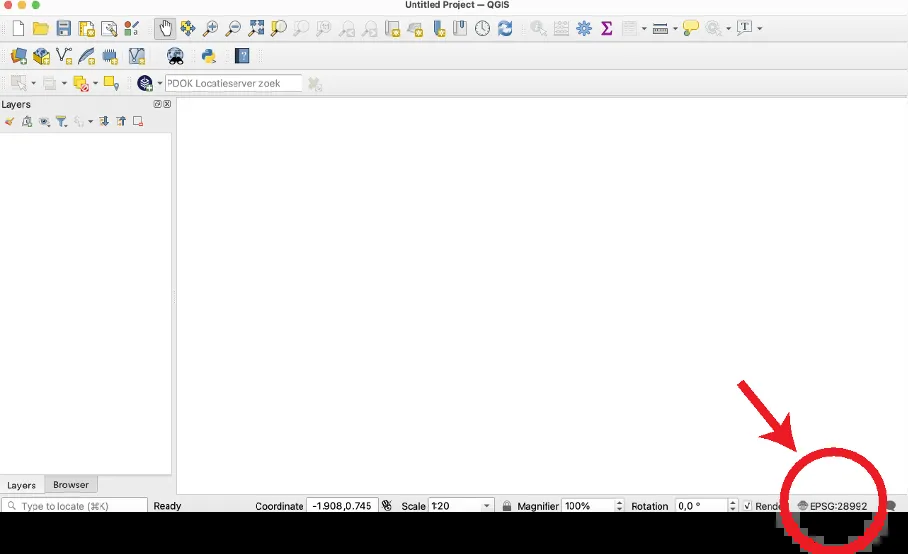 Untitled Project — QGIS
PDOK Locatieserver zoek
Layers
Layers Browser
Type to locate (⌘K) Ready Coordinate -1.908,0.745 Scale 1:20 Magnifier 100% Rotation 0,0 ° EPSG:28992